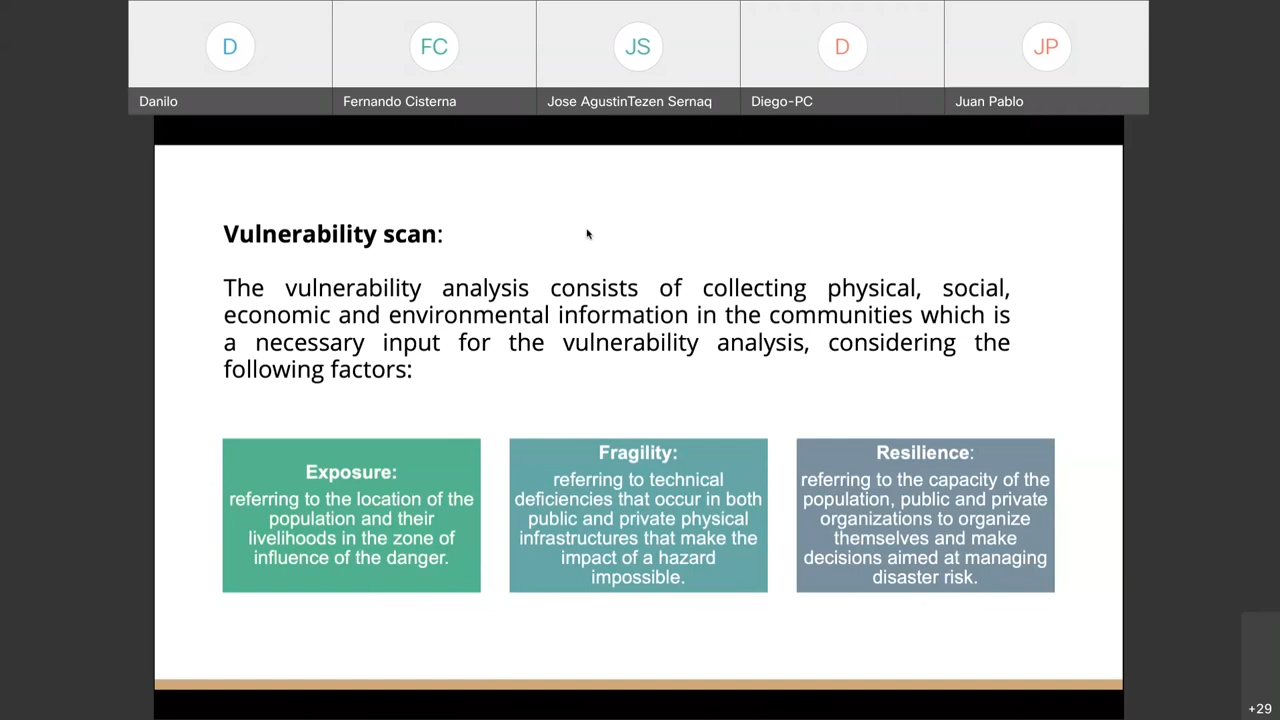 D
FC
JS
D
JP
Danilo
Fernando Cisterna
Jose AgustinTezen Sernaq
Diego-PC
Juan Pablo
Vulnerability scan:
The vulnerability analysis consists of collecting physical, social,
economic and environmental information in the communities which is
a necessary input for the vulnerability analysis, considering the
following factors:
Exposure:
referring to the location of the
population and their
livelihoods in the zone of
influence of the danger.
Fragility:
referring to technical
deficiencies that occur in both
public and private physical
infrastructures that make the
impact of a hazard
impossible.
Resilience:
referring to the capacity of the
population, public and private
organizations to organize
themselves and make
decisions aimed at managing
disaster risk.
+29